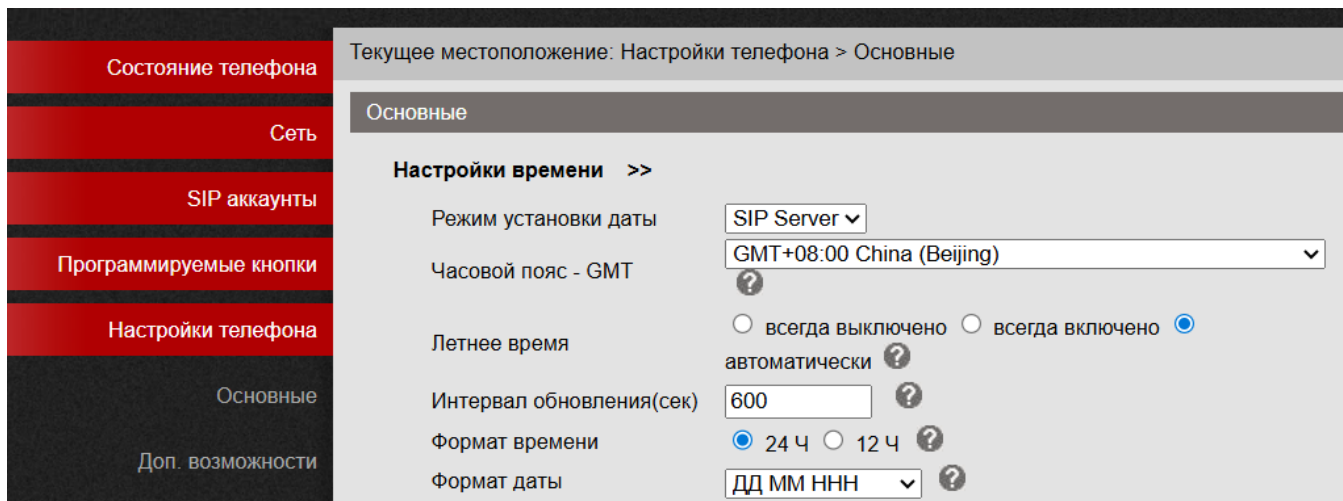 Состояние телефона
Сеть
SIP аккаунты
Программируемые кнопки
Настройки телефона
Основные
Доп. возможности
Текущее местоположение: Настройки телефона > Основные
Основные
Настройки времени >>
Режим установки даты SIP Server
Часовой пояс - GMT GMT+08:00 China (Beijing)
?
Летнее время всегда выключено всегда включено
автоматически ?
Интервал обновления(сек) 600 ?
Формат времени 24 Ч 12 Ч ?
Формат даты ДД ММ ННН ?